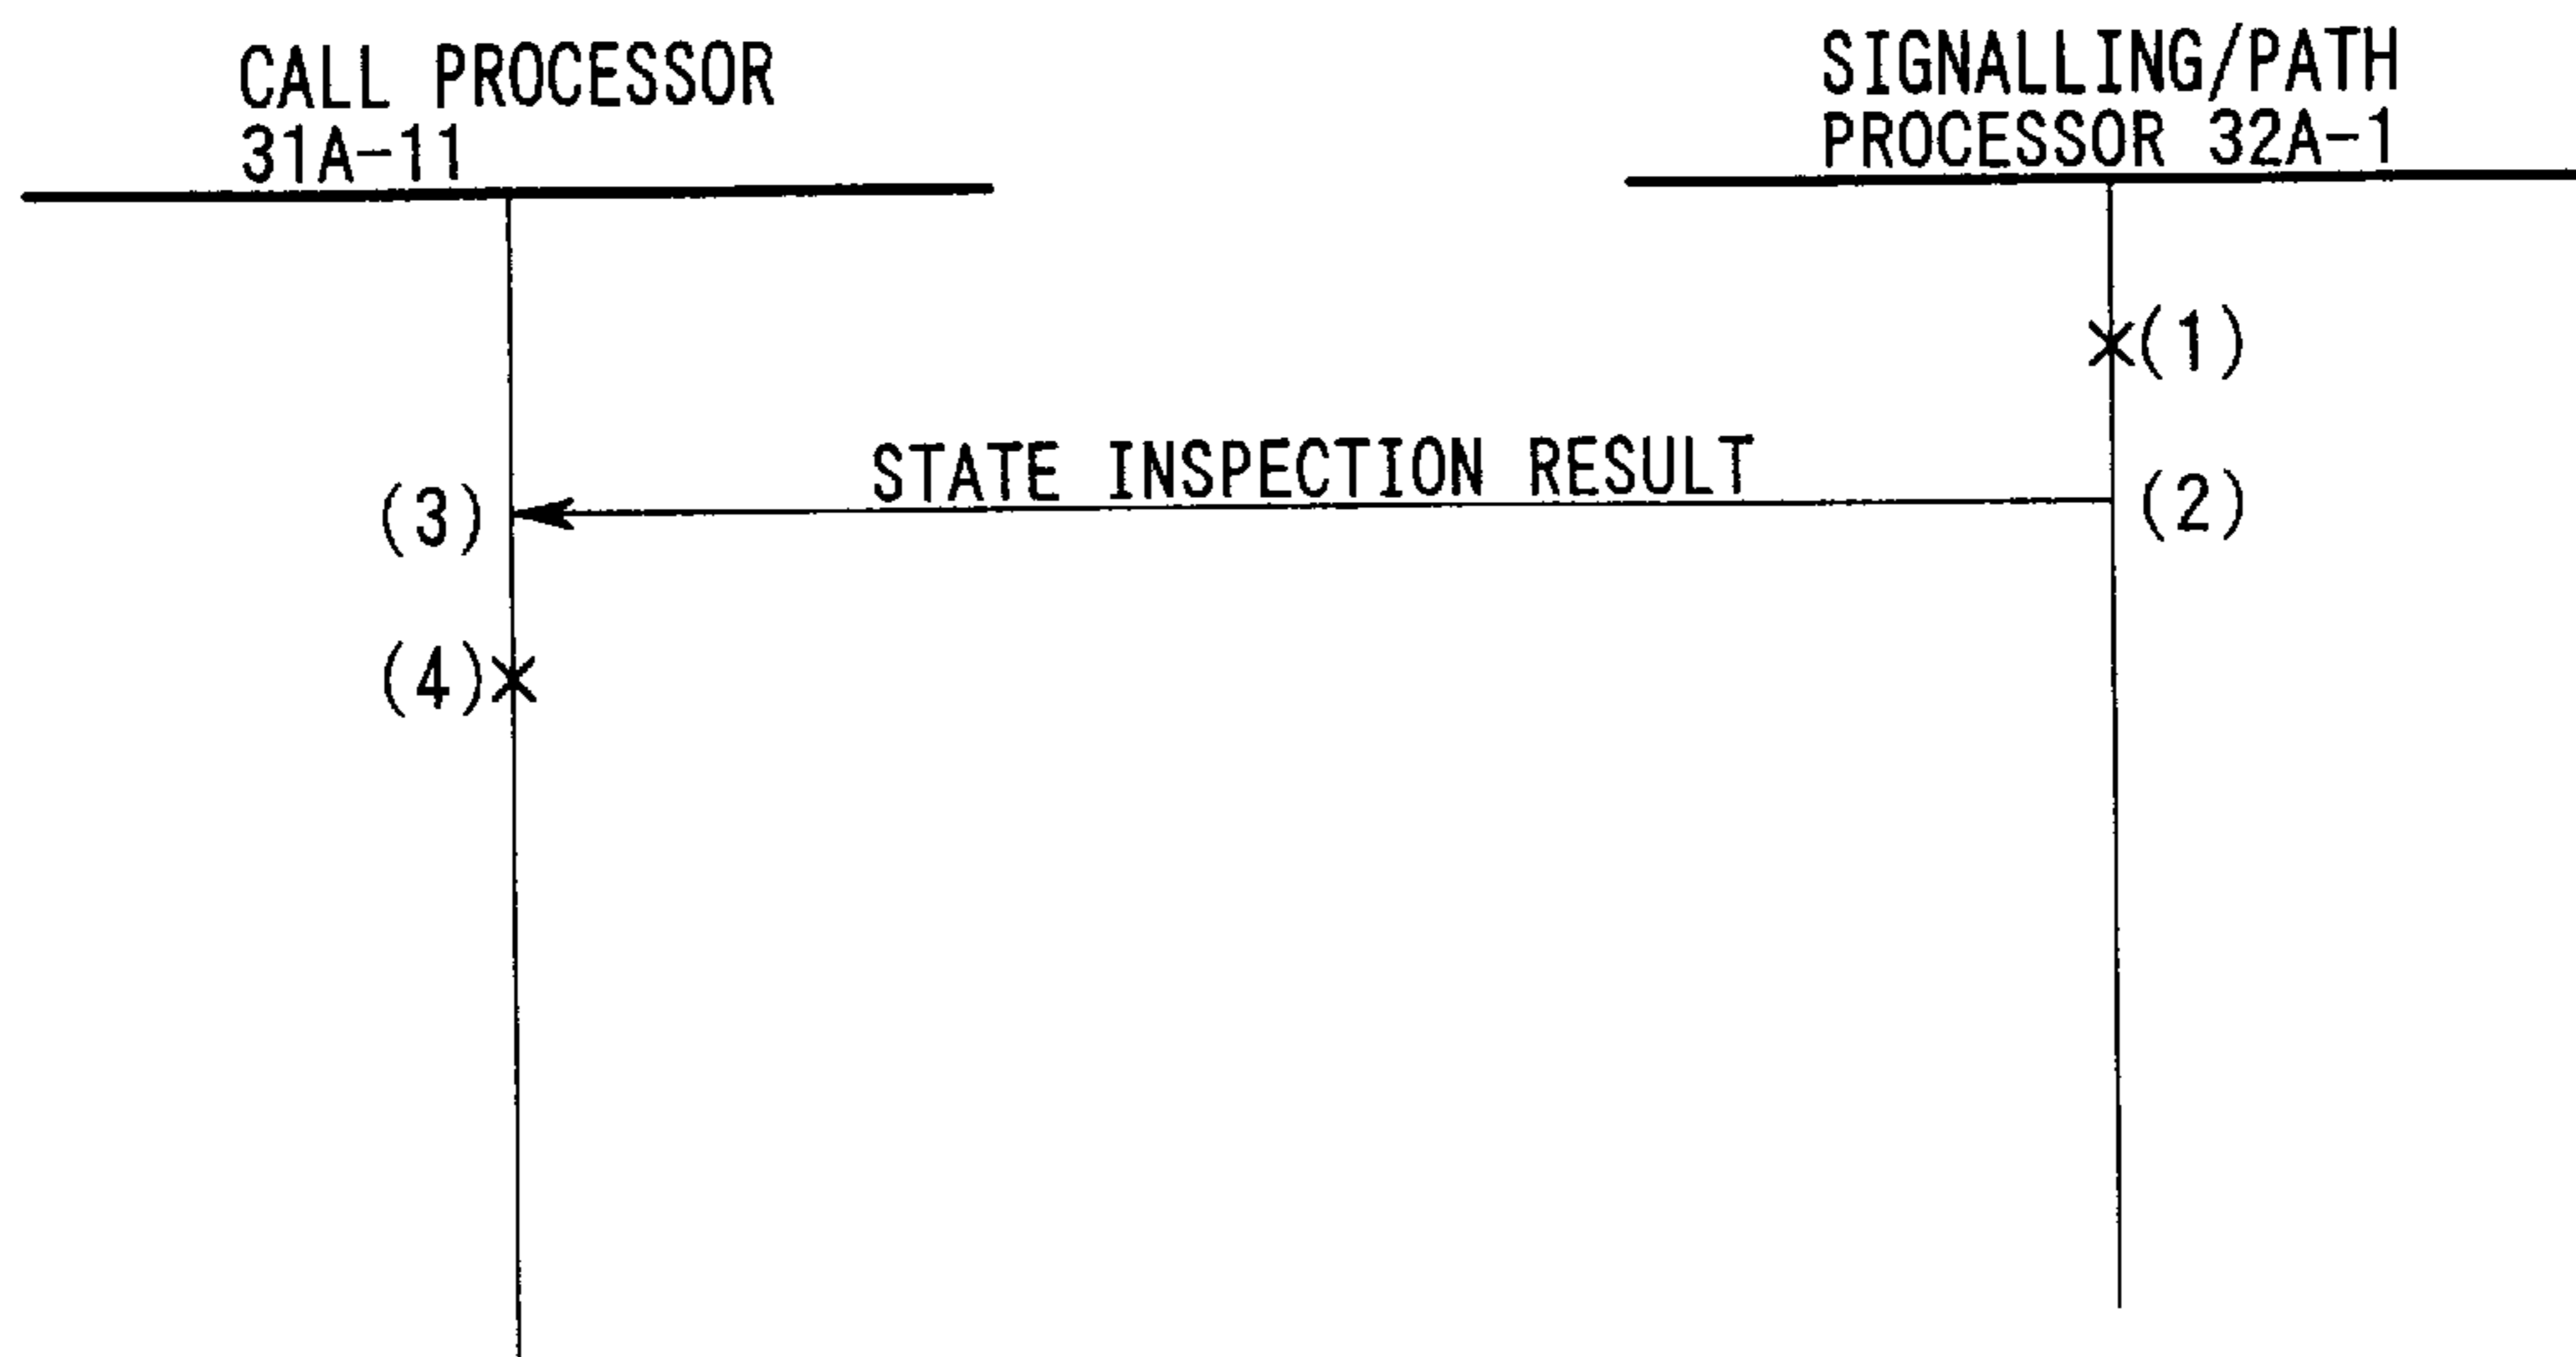 CALL PROCESSOR
31A-11
SIGNALLING/PATH
PROCESSOR 32A-1
(1)
STATE INSPECTION RESULT
(3)
(2)
(4)